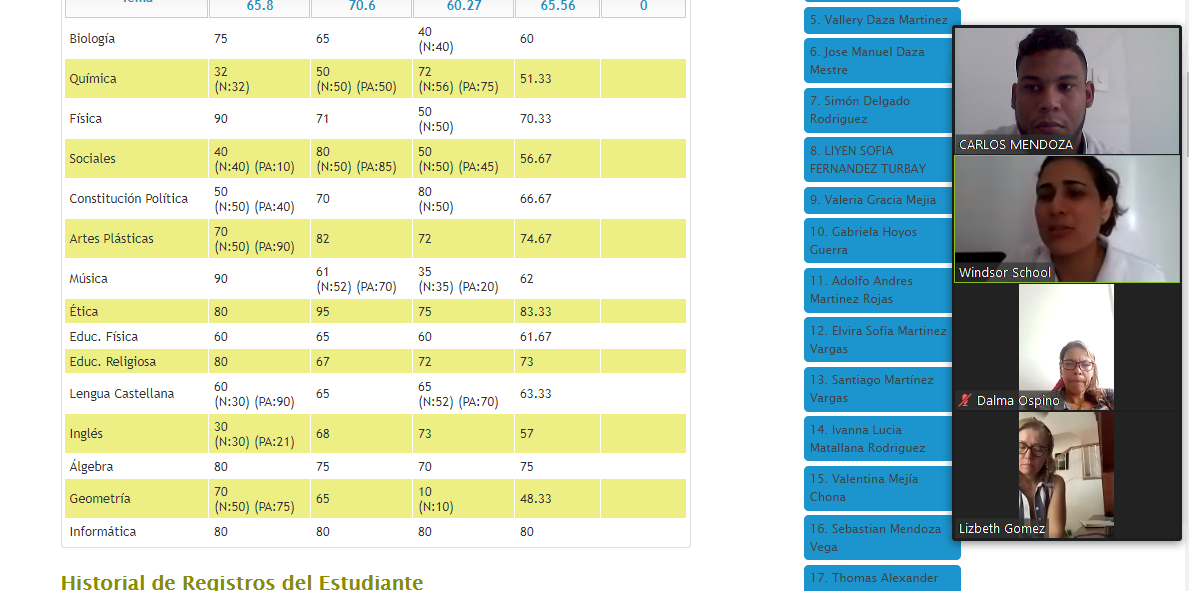 Tema 65.8 70.6 60.27 65.56 0
Biología 75 65 40 60
(N:40)
Química 32 50 72 51.33
(N:32) (N:50) (PA:50) (N:56) (PA:75)
Física 90 71 50 70.33
(N:50)
Sociales 40 80 50 56.67
(N:40) (PA:10) (N:50) (PA:85) (N:50) (PA:45)
Constitución Política 50 70 80 66.67
(N:50) (PA:40) (N:50)
Artes Plásticas 70 82 72 74.67
(N:50) (PA:90)
Música 90 61 35 62
(N:52) (PA:70) (N:35) (PA:20)
Ética 80 95 75 83.33
Educ. Física 60 65 60 61.67
Educ. Religiosa 80 67 72 73
Lengua Castellana 60 65 65 63.33
(N:30) (PA:90) (N:52) (PA:70)
Inglés 30 68 73 57
(N:30) (PA:21)
Álgebra 80 75 70 75
Geometría 70 65 10 48.33
(N:50) (PA:75) (N:10)
Informática 80 80 80 80
Historial de Registros del Estudiante
5. Vallery Daza Martinez
6. Jose Manuel Daza
Mestre
7. Simón Delgado
Rodriguez
8. LIYEN SOFIA
FERNANDEZ TURBAY
9. Valeria Gracia Mejia
10. Gabriela Hoyos
Guerra
11. Adolfo Andres
Martinez Rojas
12. Elvira Sofía Martínez
Vargas
13. Santiago Martínez
Vargas
14. Ivanna Lucia
Matallana Rodriguez
15. Valentina Mejía
Chona
16. Sebastian Mendoza
Vega
17. Thomas Alexander
CARLOS MENDOZA
Windsor School
Dalma Ospino
Lizbeth Gomez